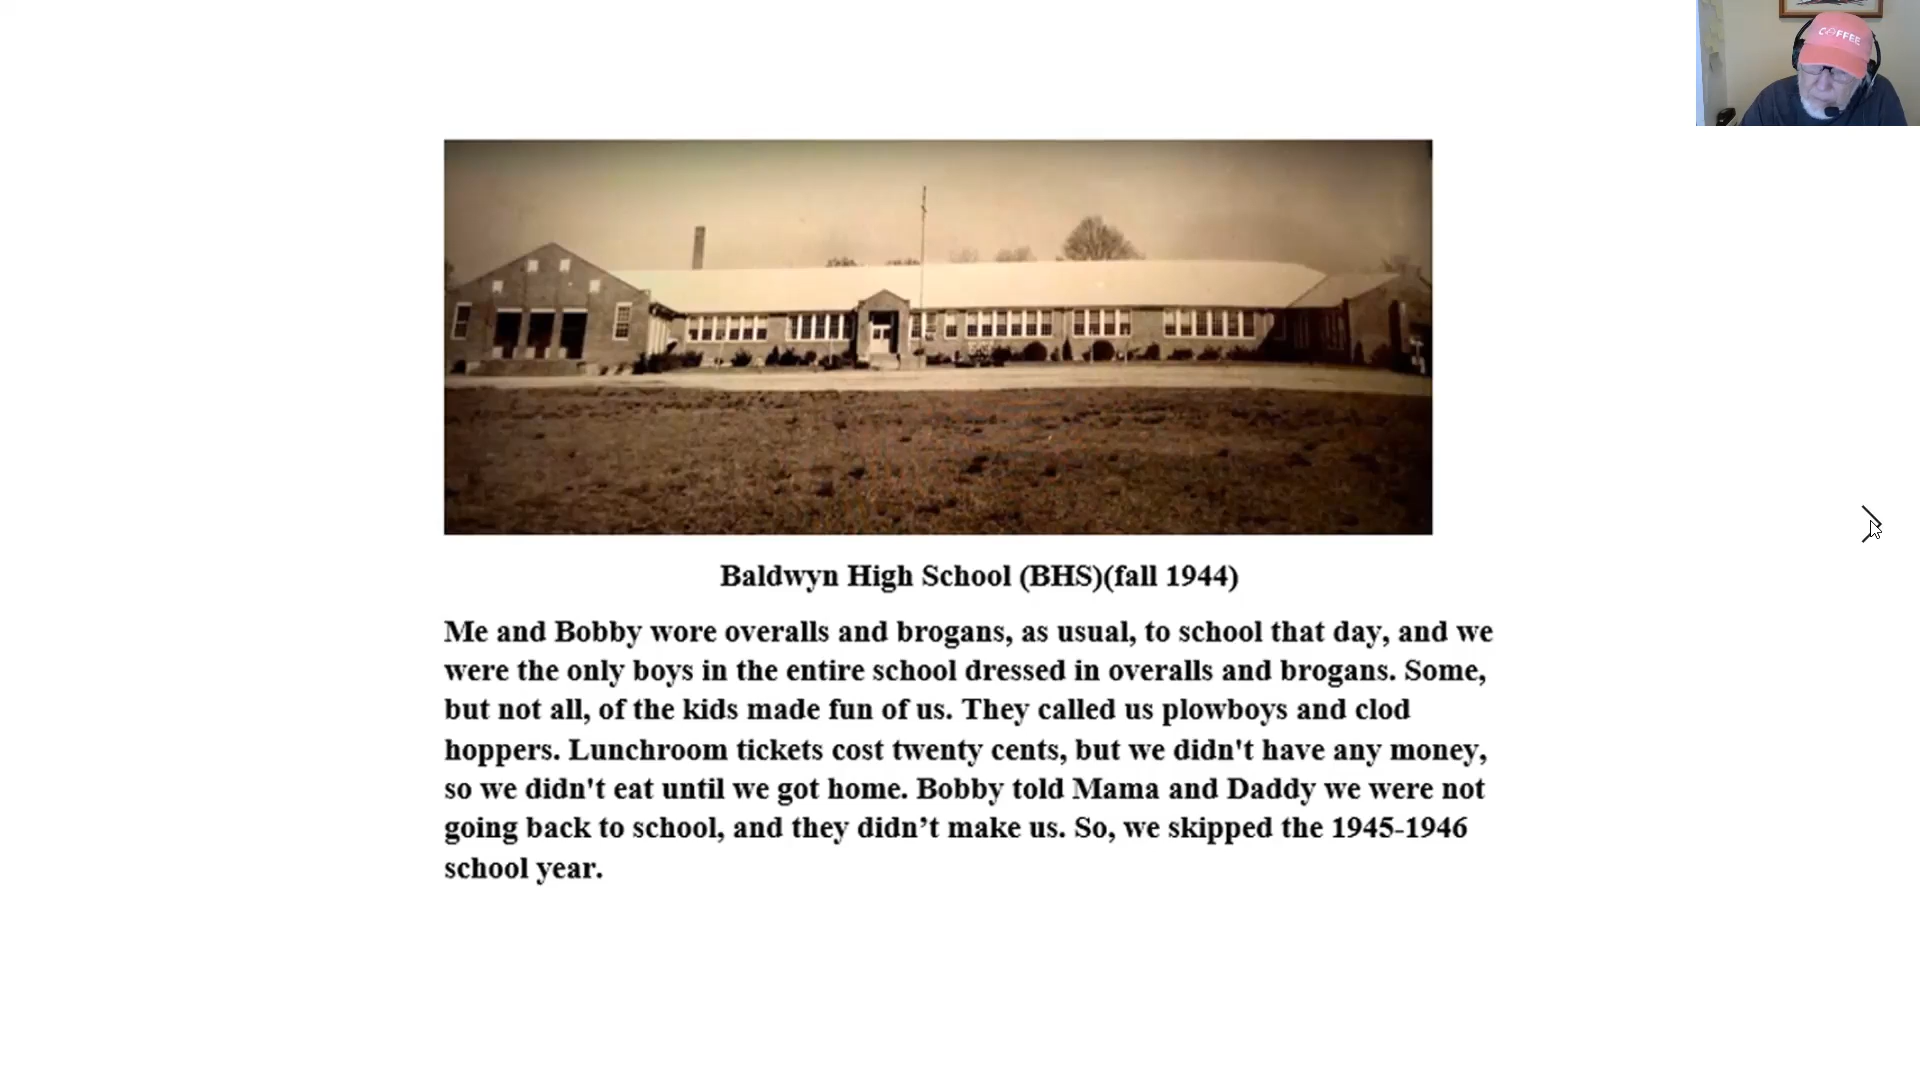 COFFEE
Baldwyn High School (BHS)(fall 1944)
Me and Bobby wore overalls and brogans, as usual, to school that day, and we
were the only boys in the entire school dressed in overalls and brogans. Some,
but not all, of the kids made fun of us. They called us plowboys and clod
hoppers. Lunchroom tickets cost twenty cents, but we didn't have any money,
so we didn't eat until we got home. Bobby told Mama and Daddy we were not
going back to school, and they didn’t make us. So, we skipped the 1945-1946
school year.